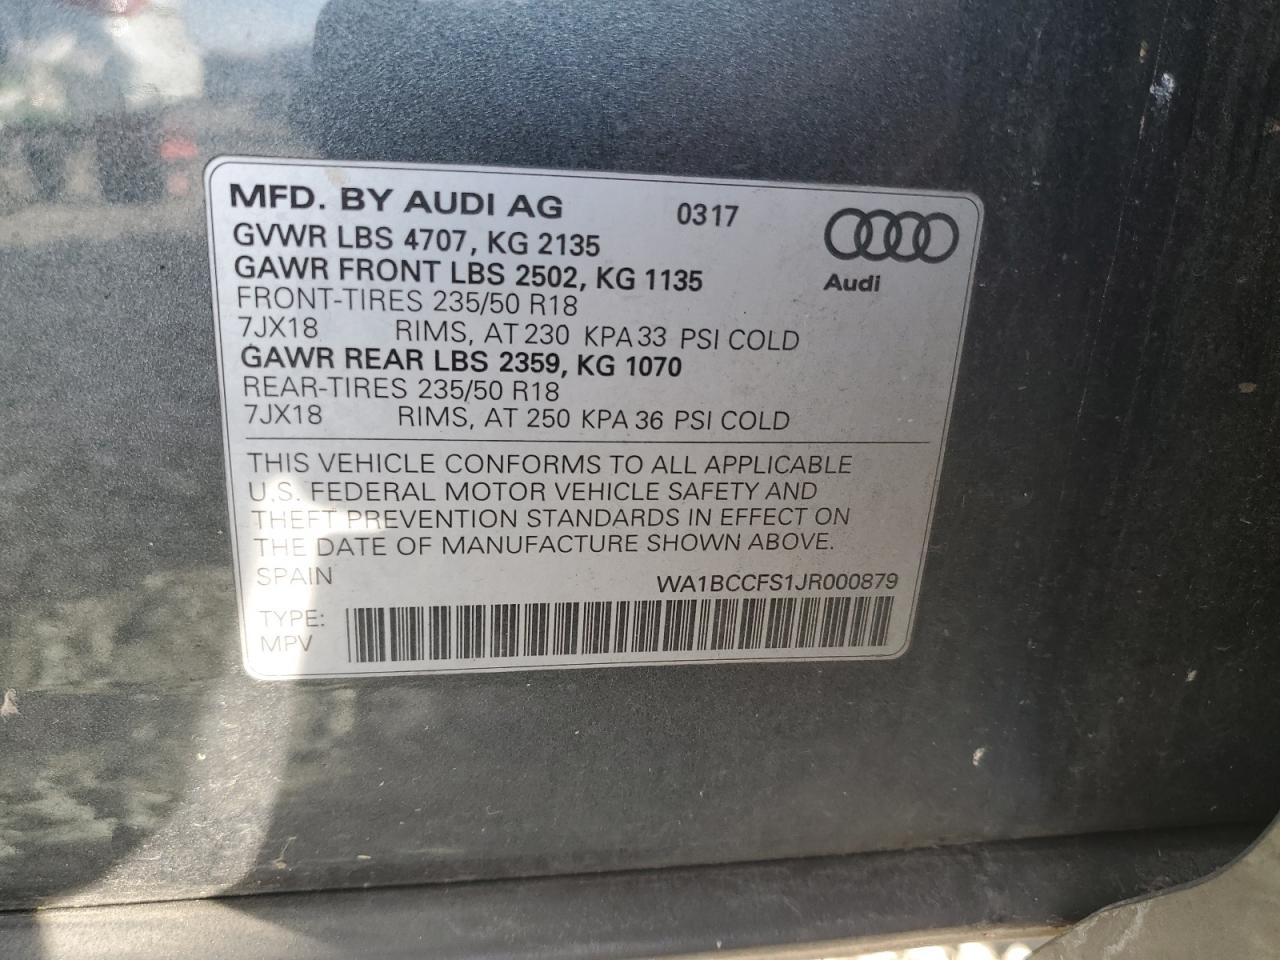 MFD. BY AUDI AG 0317
GVWR LBS 4707, KG 2135
GAWR FRONT LBS 2502, KG 1135
Audi
FRONT-TIRES 235/50 R18
7JX18 RIMS, AT 230 KPA 33 PSI COLD
GAWR REAR LBS 2359, KG 1070
REAR-TIRES 235/50 R18
7JX18 RIMS, AT 250 KPA 36 PSI COLD
THIS VEHICLE CONFORMS TO ALL APPLICABLE
U.S. FEDERAL MOTOR VEHICLE SAFETY AND
THEFT PREVENTION STANDARDS IN EFFECT ON
THE DATE OF MANUFACTURE SHOWN ABOVE.
SPAIN WA1BCCFS1JR000879
TYPE:
MPV